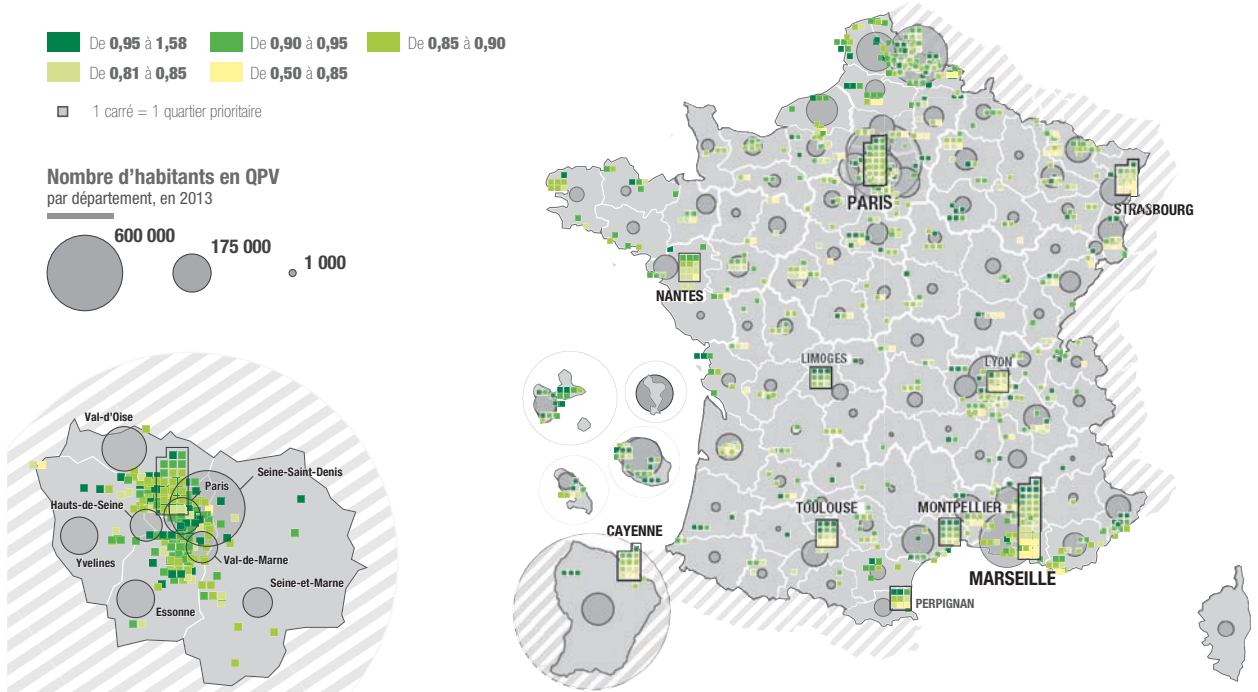 De 0,95 à 1,58
De 0,90 à 0,95
De 0,85 à 0,90
De 0,81 à 0,85
De 0,50 à 0,85
1 carré = 1 quartier prioritaire
Nombre d'habitants en QPV
par département, en 2013
600 000
175 000
1 000
Val-d'Oise
Seine-Saint-Denis
Paris
Hauts-de-Seine
Yvelines
Val-de-Marne
Seine-et-Marne
Essonne
PARIS
STRASBOURG
NANTES
LIMOGES
LYON
TOULOUSE
MONTPELLIER
CAYENNE
MARSEILLE
PERPIGNAN